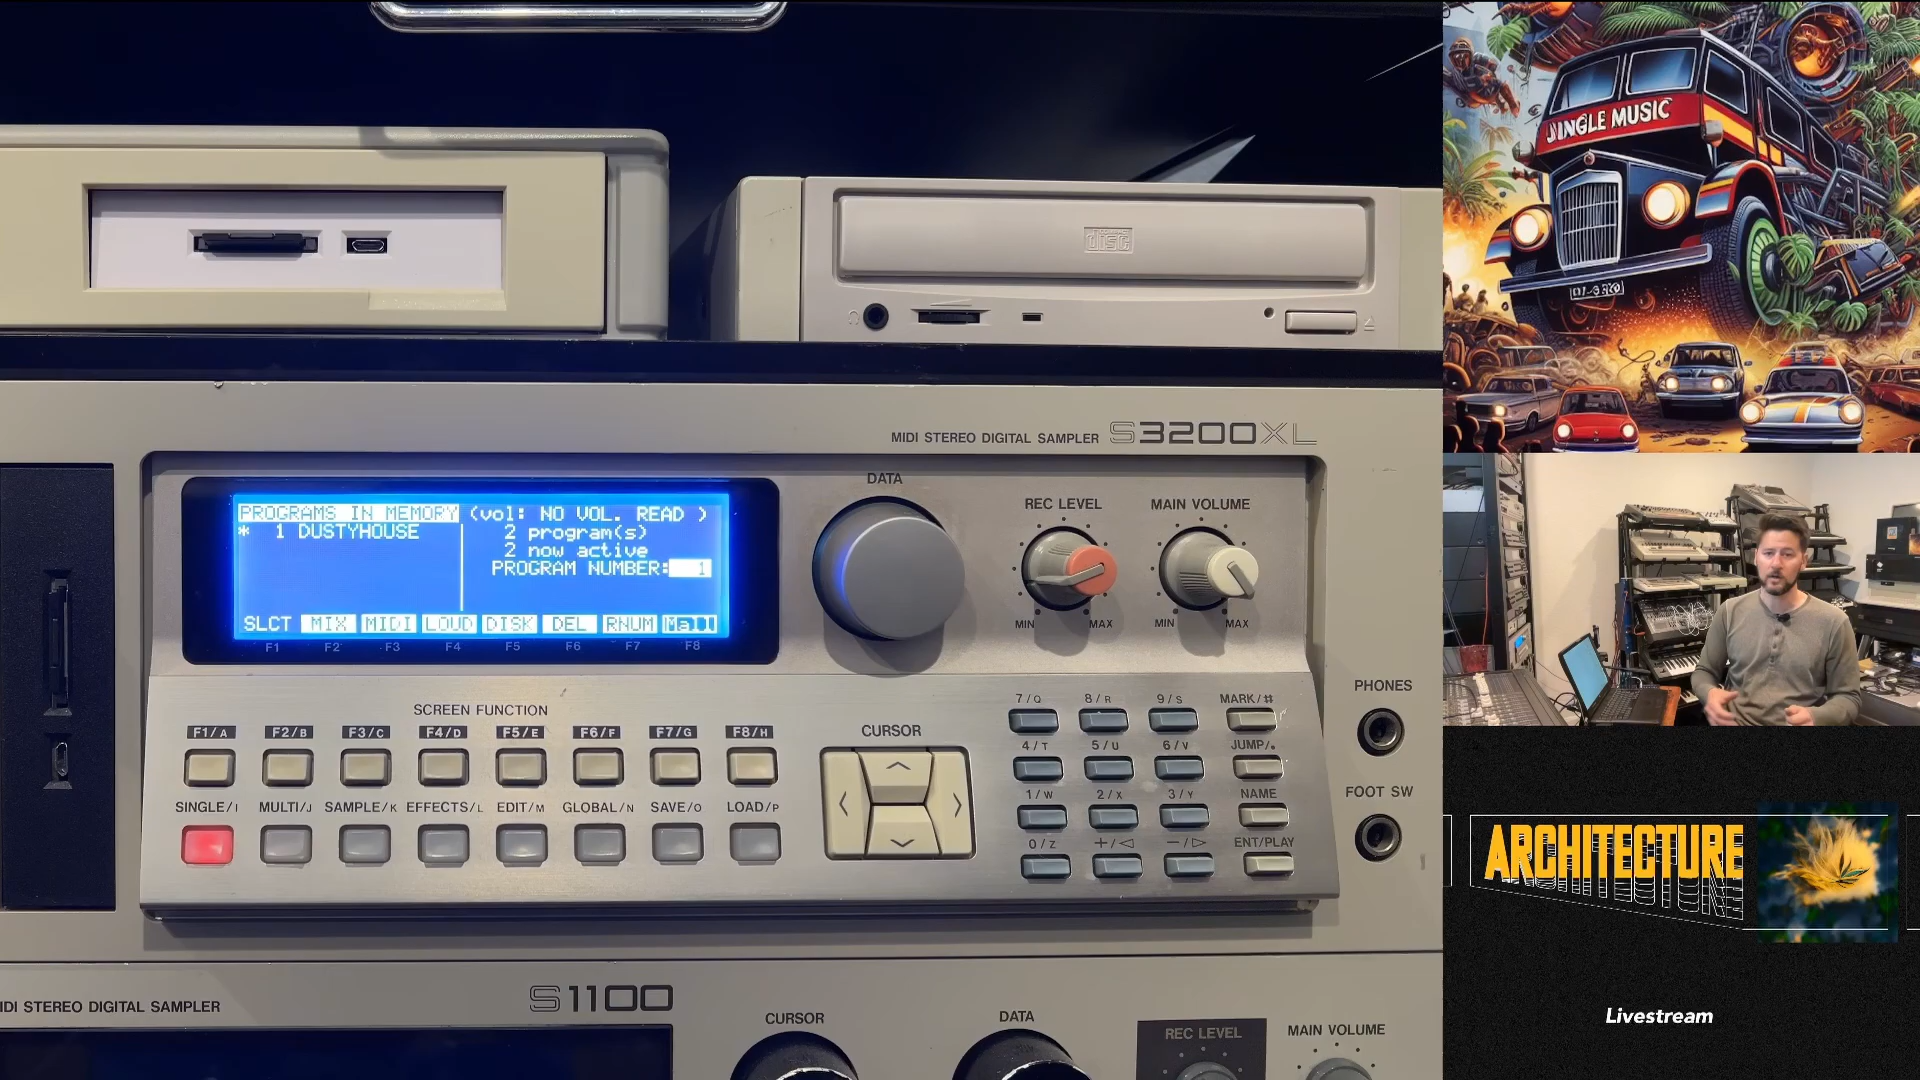 disc
MIDI STEREO DIGITAL SAMPLER S3200XL
DATA
REC LEVEL
MAIN VOLUME
MIN
MAX
MIN
MAX
PROGRAMS IN MEMORY (vol: NO VOL. READ )
* 1 DUSTYHOUSE
2 program(s)
2 now active
PROGRAM NUMBER: 1
SLCT MIX MIDI LOUD DISK DEL RNUM Mall
F1 F2 F3 F4 F5 F6 F7 F8
SCREEN FUNCTION
F1/A F2/B F3/C F4/D F5/E F6/F F7/G F8/H
SINGLE/I MULTI/J SAMPLE/K EFFECTS/L EDIT/M GLOBAL/N SAVE/O LOAD/P
CURSOR
7/Q 8/R 9/S MARK/#
4/T 5/U 6/V JUMP/.
1/W 2/X 3/Y NAME
0/Z +/◁ −/▷ ENT/PLAY
PHONES
FOOT SW
IDI STEREO DIGITAL SAMPLER S1100
CURSOR
DATA
REC LEVEL
MAIN VOLUME
JINGLE MUSIC
ARCHITECTURE
Livestream